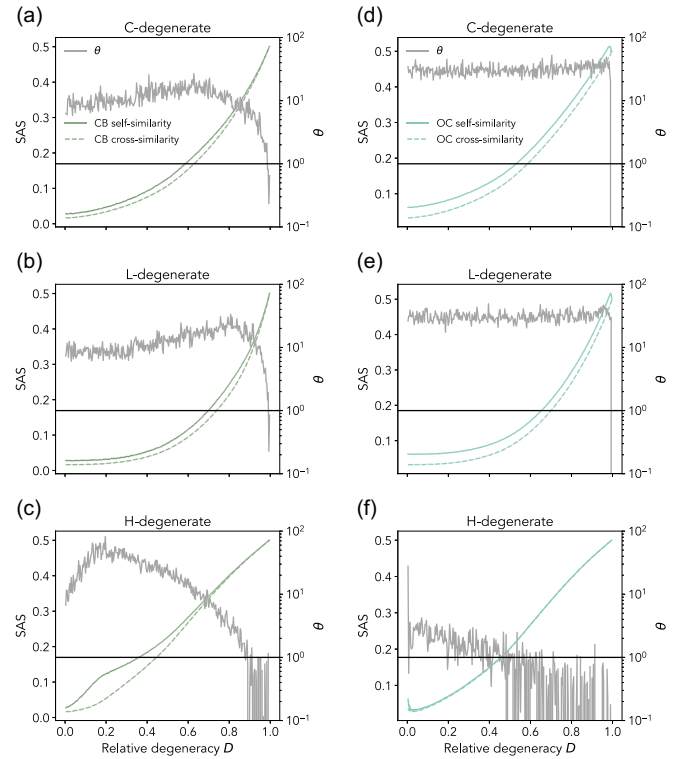 (a)
C-degenerate
θ
CB self-similarity
CB cross-similarity
SAS
0.5
0.4
0.3
0.2
0.1
0.0
10²
10¹
10⁰
10⁻¹
θ
(d)
C-degenerate
θ
OC self-similarity
OC cross-similarity
SAS
0.5
0.4
0.3
0.2
0.1
10²
10¹
10⁰
10⁻¹
θ
(b)
L-degenerate
SAS
0.5
0.4
0.3
0.2
0.1
0.0
10²
10¹
10⁰
10⁻¹
θ
(e)
L-degenerate
SAS
0.5
0.4
0.3
0.2
0.1
10²
10¹
10⁰
10⁻¹
θ
(c)
H-degenerate
SAS
0.5
0.4
0.3
0.2
0.1
0.0
10²
10¹
10⁰
10⁻¹
θ
0.0 0.2 0.4 0.6 0.8 1.0
Relative degeneracy D
(f)
H-degenerate
SAS
0.5
0.4
0.3
0.2
0.1
10²
10¹
10⁰
10⁻¹
θ
0.0 0.2 0.4 0.6 0.8 1.0
Relative degeneracy D